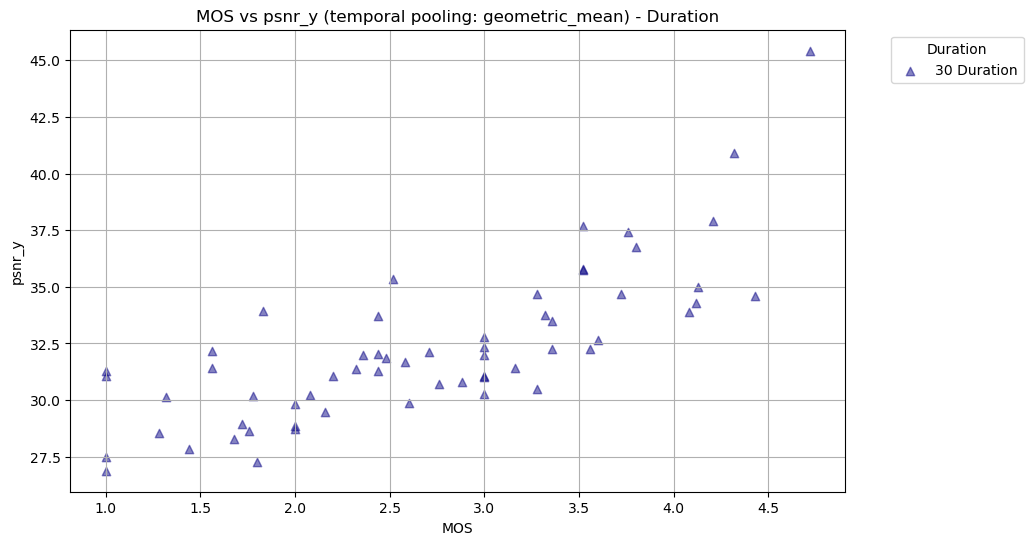 MOS vs psnr_y (temporal pooling: geometric_mean) - Duration
Duration
30 Duration
45.0
42.5
40.0
37.5
35.0
32.5
30.0
27.5
psnr_y
1.0 1.5 2.0 2.5 3.0 3.5 4.0 4.5
MOS